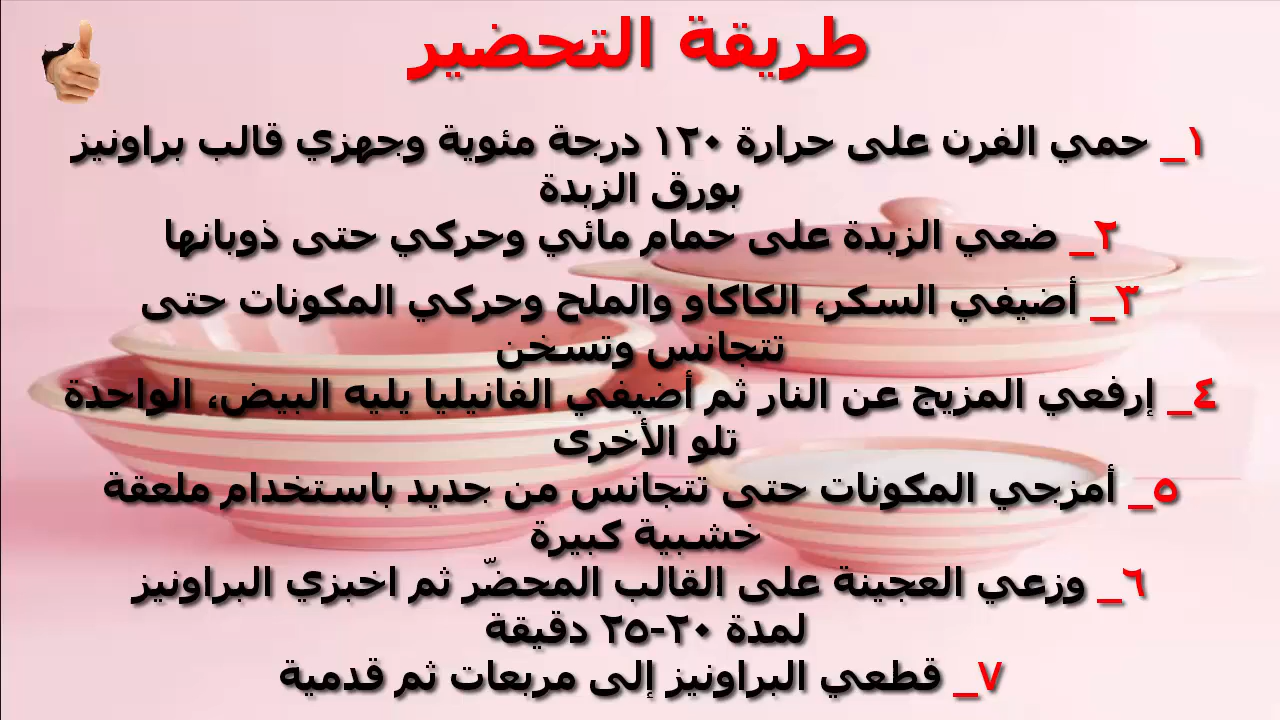 طريقة التحضير
١_ حمي الفرن على حرارة ١٢٠ درجة مئوية وجهزي قالب براونيز
بورق الزبدة
٢_ ضعي الزبدة على حمام مائي وحركي حتى ذوبانها
٣_ أضيفي السكر، الكاكاو والملح وحركي المكونات حتى
تتجانس وتسخن
٤_ إرفعي المزيج عن النار ثم أضيفي الفانيليا يليه البيض، الواحدة
تلو الأخرى
٥_ أمزجي المكونات حتى تتجانس من جديد باستخدام ملعقة
خشبية كبيرة
٦_ وزعي العجينة على القالب المحضّر ثم اخبزي البراونيز
لمدة ٢٠-٢٥ دقيقة
٧_ قطعي البراونيز إلى مربعات ثم قدمية